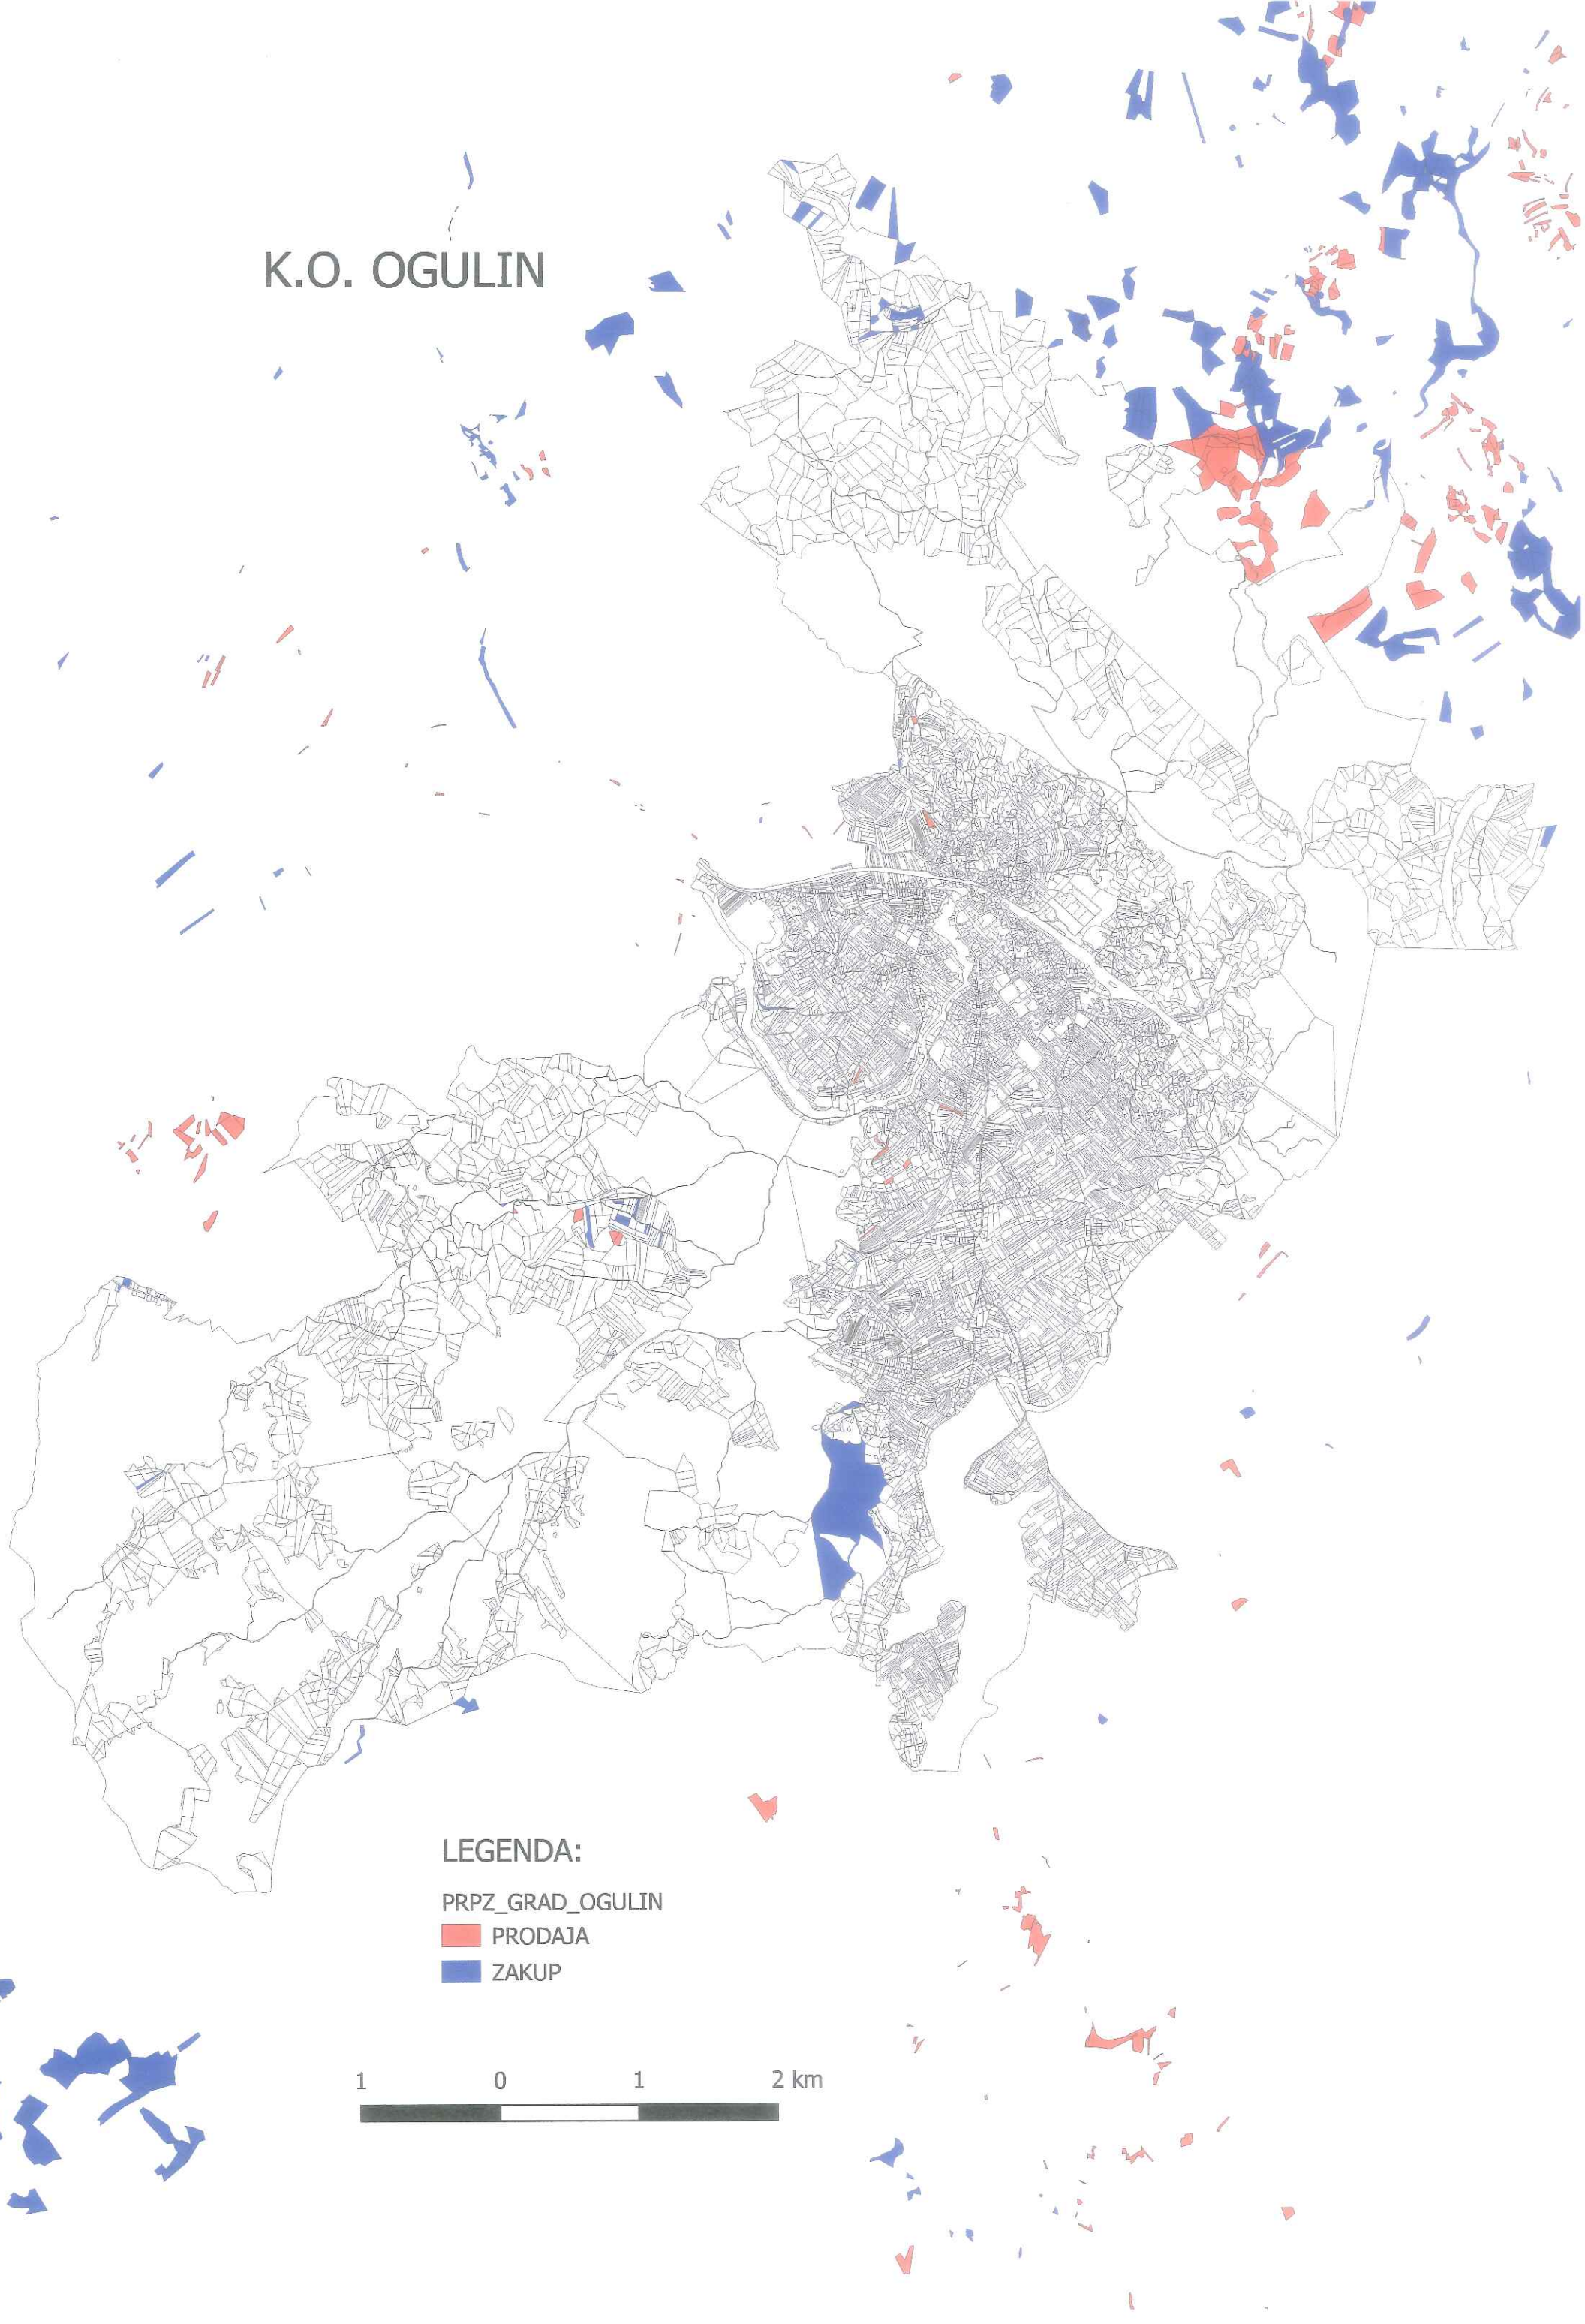 K.O. OGULIN
LEGENDA:
PRPZ_GRAD_OGULIN
PRODAJA
ZAKUP
1 0 1 2 km